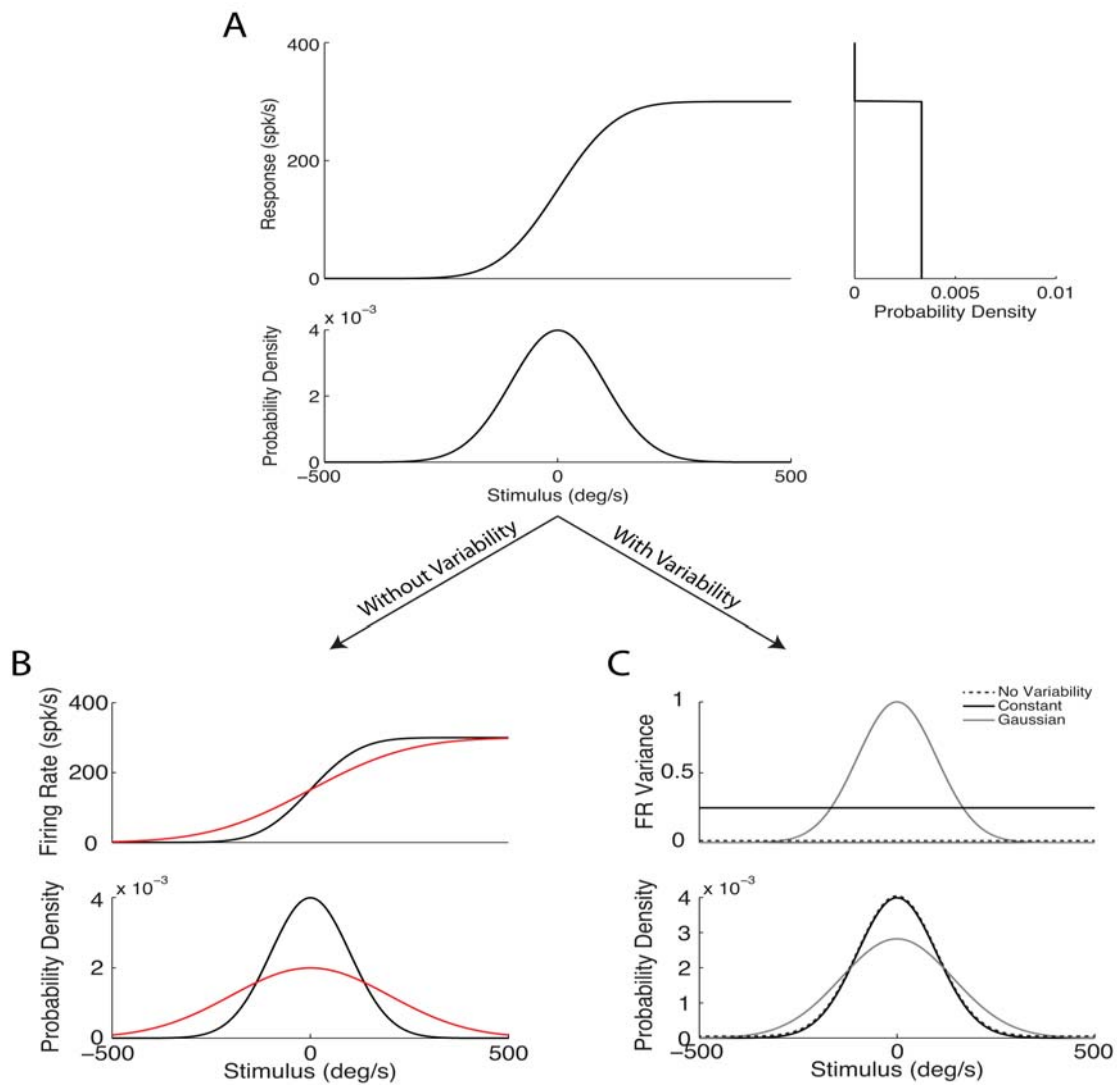 A
400
200
0
Response (spk/s)
0
0.005
0.01
Probability Density
x 10⁻³
4
2
0
Probability Density
−500
0
500
Stimulus (deg/s)
Without Variability
With Variability
B
400
200
0
Firing Rate (spk/s)
x 10⁻³
4
2
0
Probability Density
−500
0
500
Stimulus (deg/s)
C
1
0.5
0
FR Variance
No Variability
Constant
Gaussian
x 10⁻³
4
3
2
1
0
Probability Density
−500
0
500
Stimulus (deg/s)